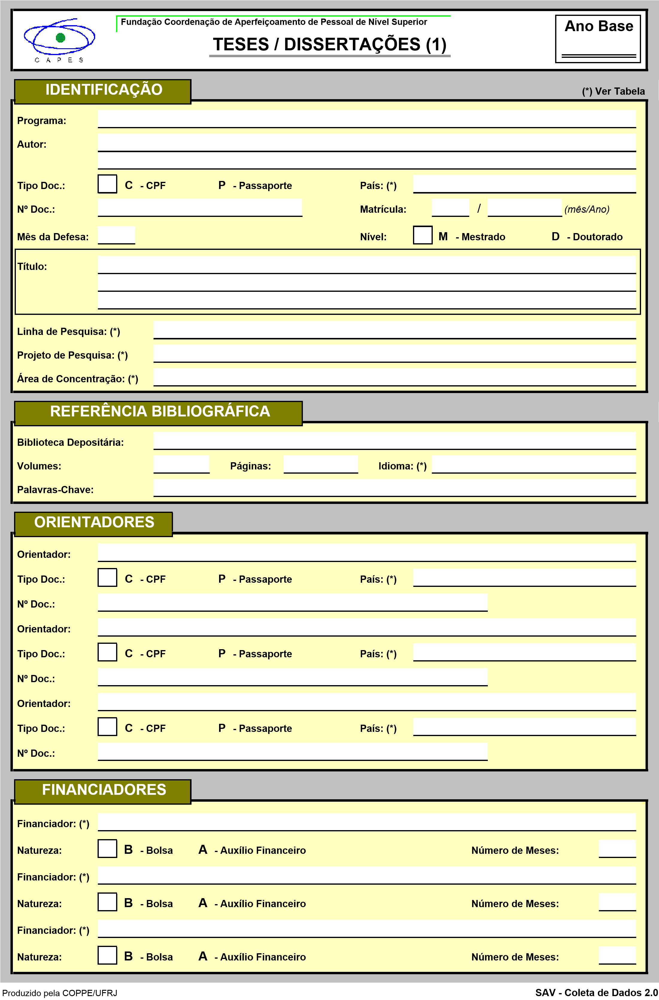 Fundação Coordenação de Aperfeiçoamento de Pessoal de Nível Superior
Ano Base
TESES / DISSERTAÇÕES (1)
C A P E S
IDENTIFICAÇÃO
(*) Ver Tabela
Programa:
Autor:
Tipo Doc.: C - CPF P - Passaporte País: (*)
Nº Doc.: Matrícula: / (mês/Ano)
Mês da Defesa: Nível: M - Mestrado D - Doutorado
Título:
Linha de Pesquisa: (*)
Projeto de Pesquisa: (*)
Área de Concentração: (*)
REFERÊNCIA BIBLIOGRÁFICA
Biblioteca Depositária:
Volumes: Páginas: Idioma: (*)
Palavras-Chave:
ORIENTADORES
Orientador:
Tipo Doc.: C - CPF P - Passaporte País: (*)
Nº Doc.:
Orientador:
Tipo Doc.: C - CPF P - Passaporte País: (*)
Nº Doc.:
Orientador:
Tipo Doc.: C - CPF P - Passaporte País: (*)
Nº Doc.:
FINANCIADORES
Financiador: (*)
Natureza: B - Bolsa A - Auxílio Financeiro Número de Meses:
Financiador: (*)
Natureza: B - Bolsa A - Auxílio Financeiro Número de Meses:
Financiador: (*)
Natureza: B - Bolsa A - Auxílio Financeiro Número de Meses:
Produzido pela COPPE/UFRJ SAV - Coleta de Dados 2.0